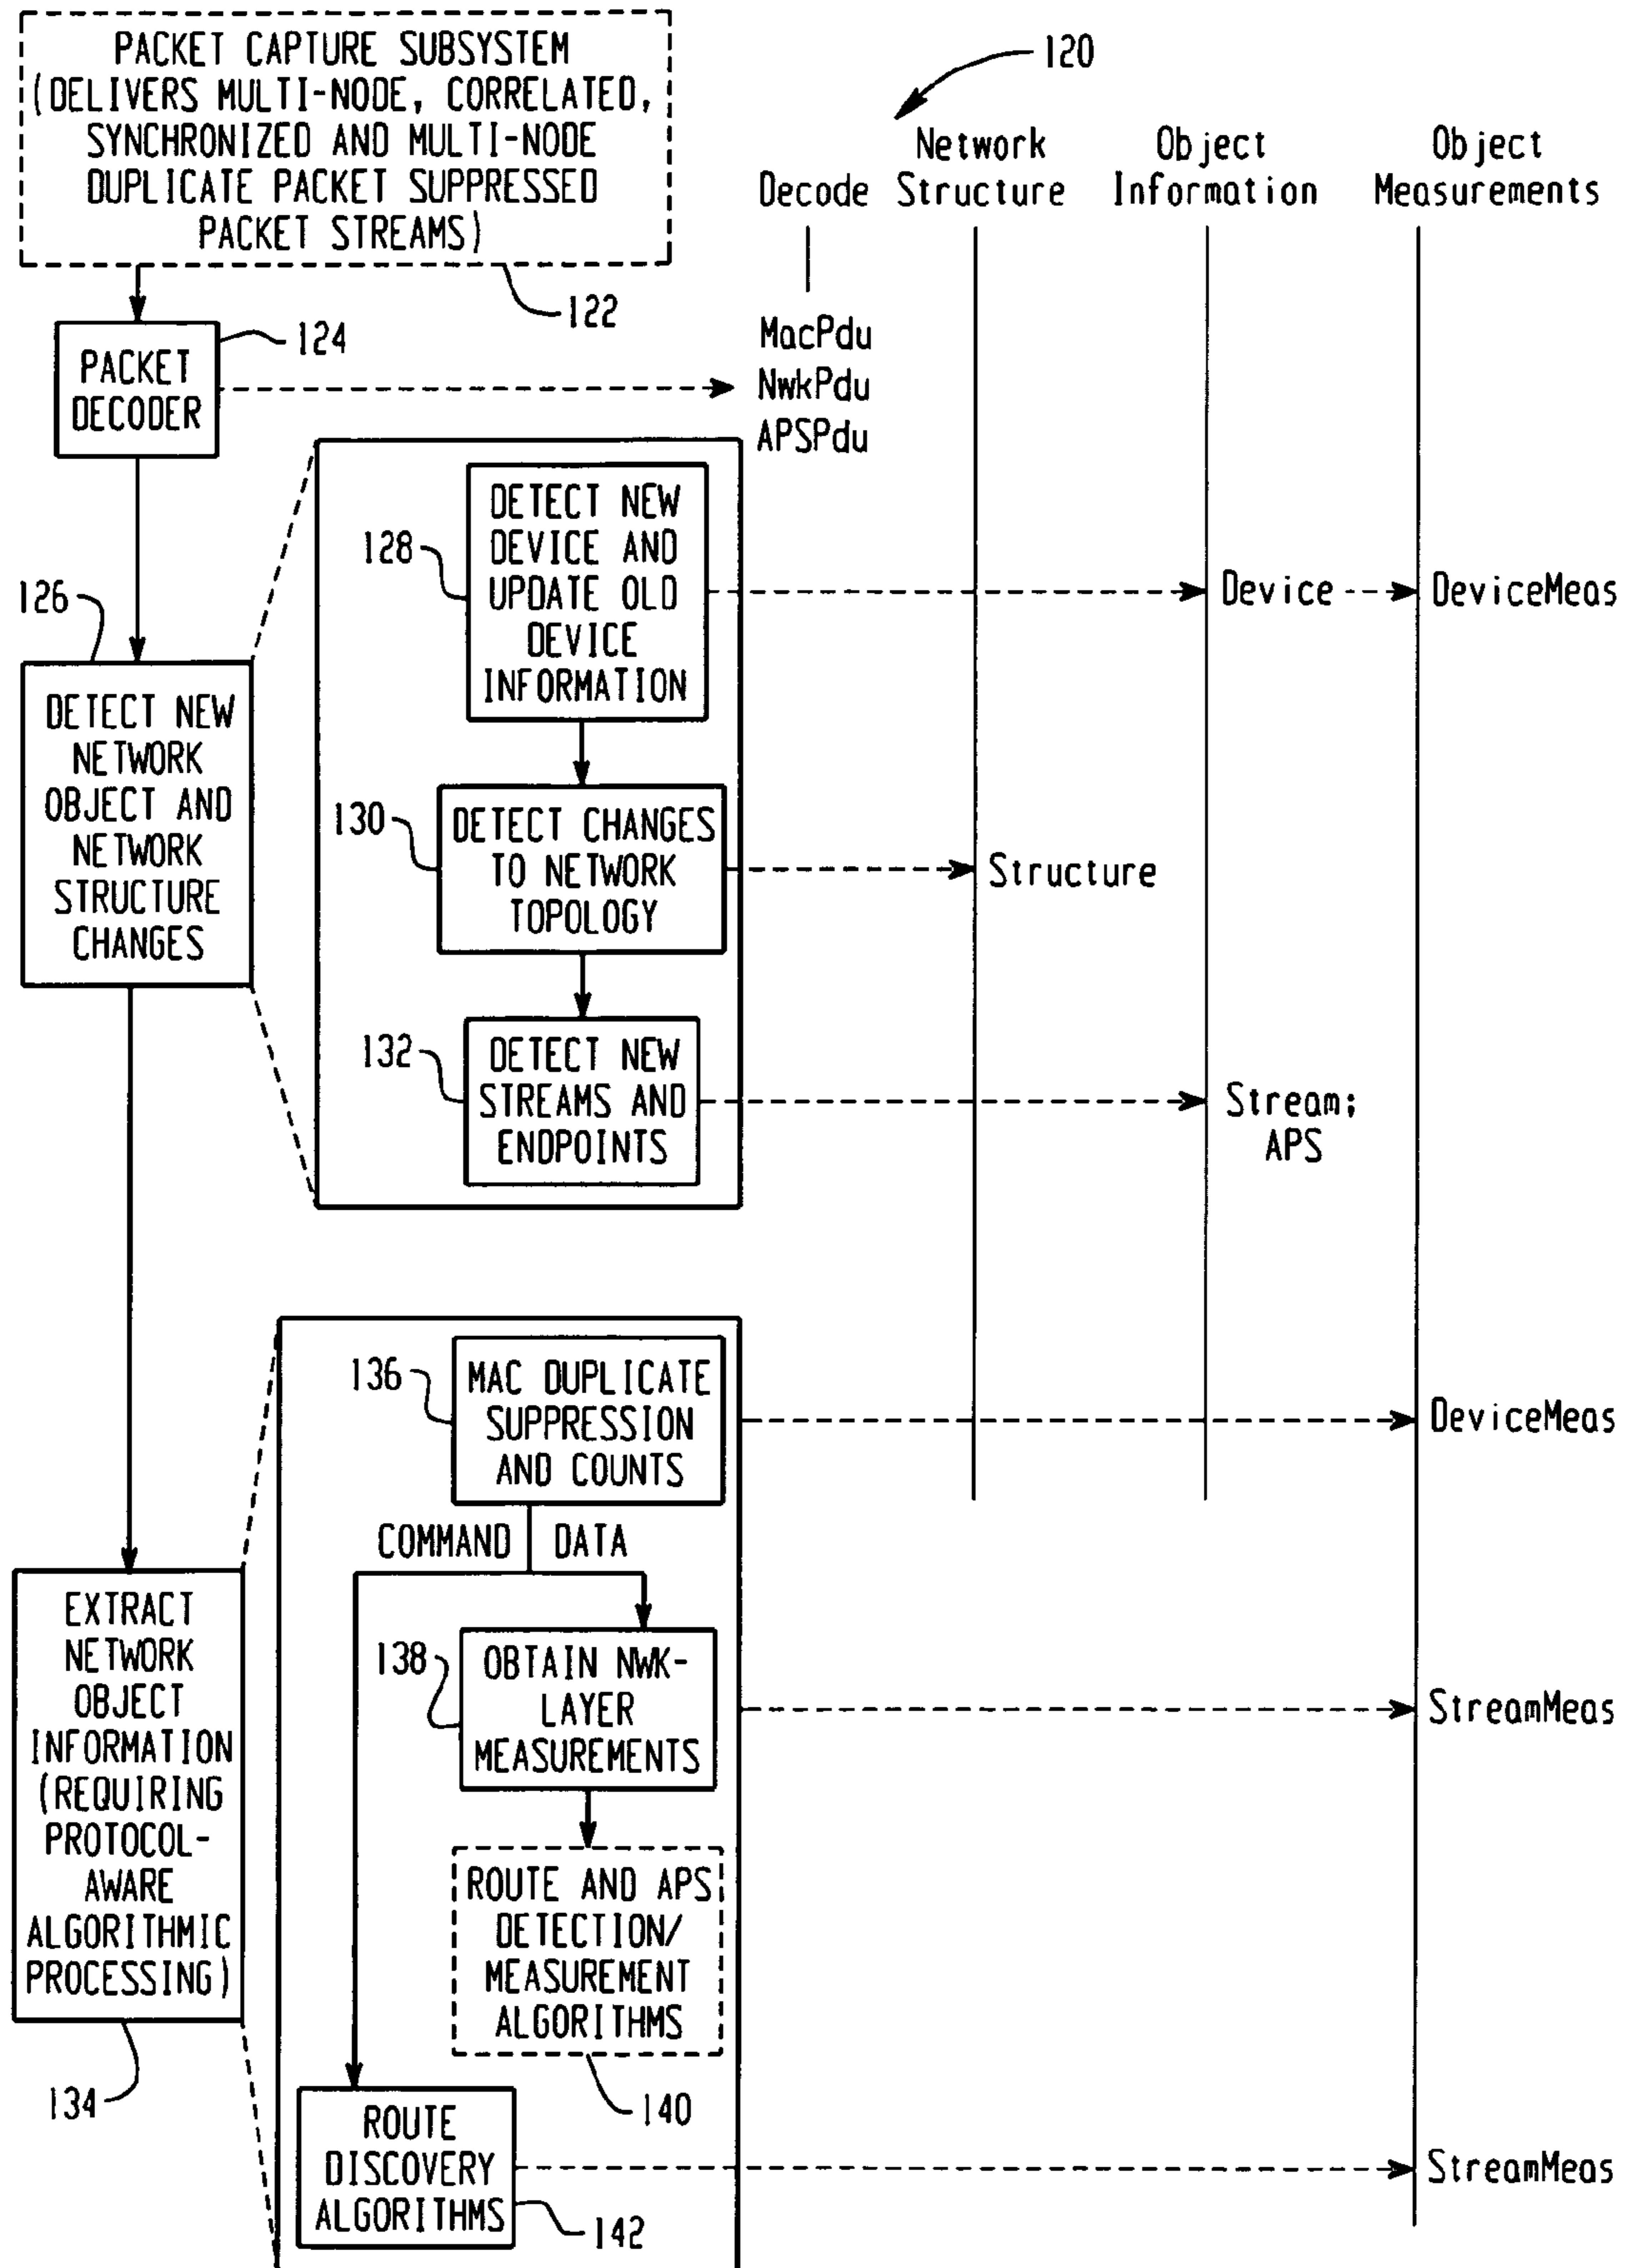 PACKET CAPTURE SUBSYSTEM
(DELIVERS MULTI-NODE, CORRELATED,
SYNCHRONIZED AND MULTI-NODE
DUPLICATE PACKET SUPPRESSED
PACKET STREAMS)
122
120
Decode
Network
Structure
Object
Information
Object
Measurements
PACKET
DECODER
124
MacPdu
NwkPdu
APSPdu
126
DETECT NEW
NETWORK
OBJECT AND
NETWORK
STRUCTURE
CHANGES
128
DETECT NEW
DEVICE AND
UPDATE OLD
DEVICE
INFORMATION
Device
DeviceMeas
130
DETECT CHANGES
TO NETWORK
TOPOLOGY
Structure
132
DETECT NEW
STREAMS AND
ENDPOINTS
Stream;
APS
EXTRACT
NETWORK
OBJECT
INFORMATION
(REQUIRING
PROTOCOL-
AWARE
ALGORITHMIC
PROCESSING)
134
136
MAC DUPLICATE
SUPPRESSION
AND COUNTS
DeviceMeas
COMMAND
DATA
138
OBTAIN NWK-
LAYER
MEASUREMENTS
StreamMeas
ROUTE AND APS
DETECTION/
MEASUREMENT
ALGORITHMS
140
ROUTE
DISCOVERY
ALGORITHMS
142
StreamMeas